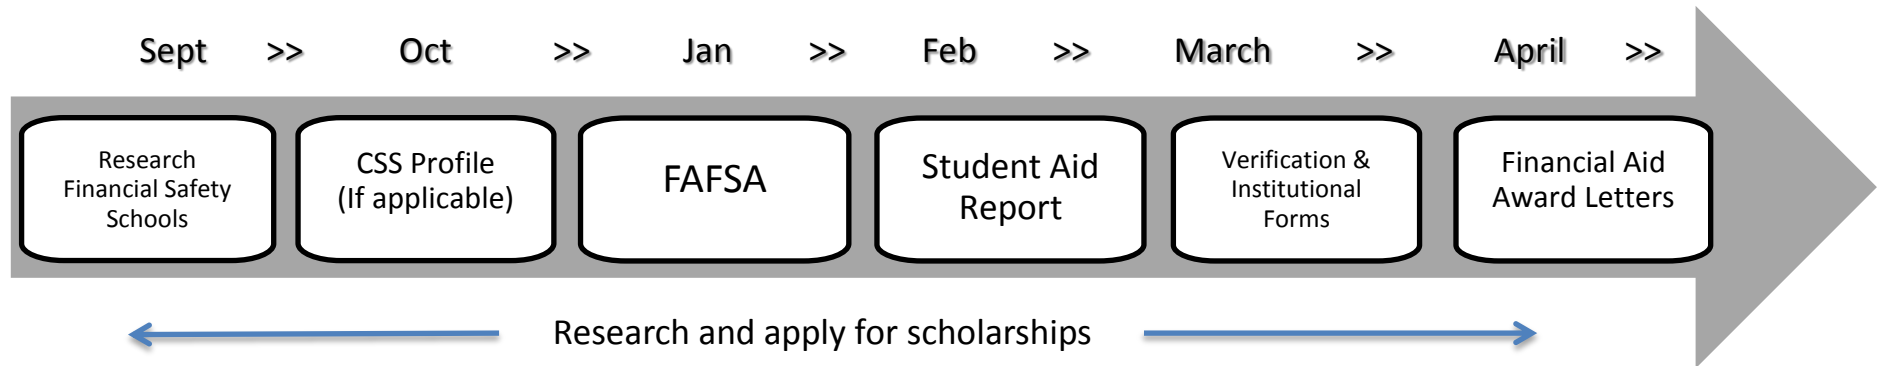 Sept >> Oct >> Jan >> Feb >> March >> April >>
Research
Financial Safety
Schools
CSS Profile
(If applicable)
FAFSA
Student Aid
Report
Verification &
Institutional
Forms
Financial Aid
Award Letters
Research and apply for scholarships